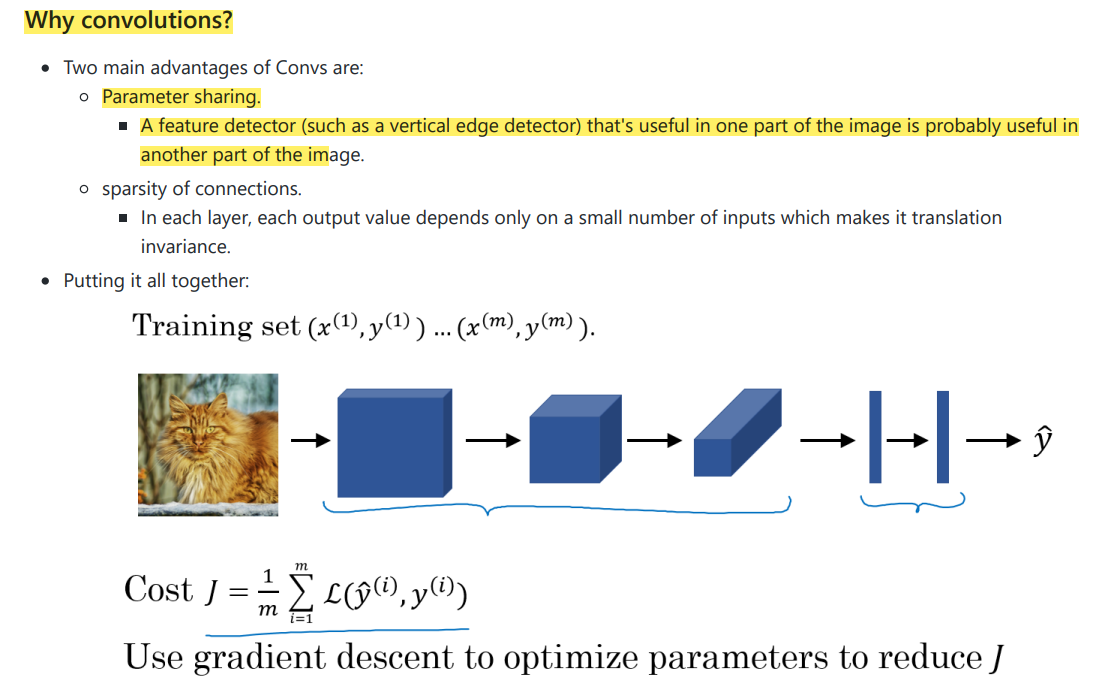 Why convolutions?
• Two main advantages of Convs are:
○ Parameter sharing.
■ A feature detector (such as a vertical edge detector) that's useful in one part of the image is probably useful in
another part of the image.
○ sparsity of connections.
■ In each layer, each output value depends only on a small number of inputs which makes it translation
invariance.
• Putting it all together:
Training set (x⁽¹⁾, y⁽¹⁾) … (x⁽ᵐ⁾, y⁽ᵐ⁾).
ŷ
Cost J = 1/m ∑ᵢ₌₁ᵐ ℒ(ŷ⁽ⁱ⁾, y⁽ⁱ⁾)
Use gradient descent to optimize parameters to reduce J